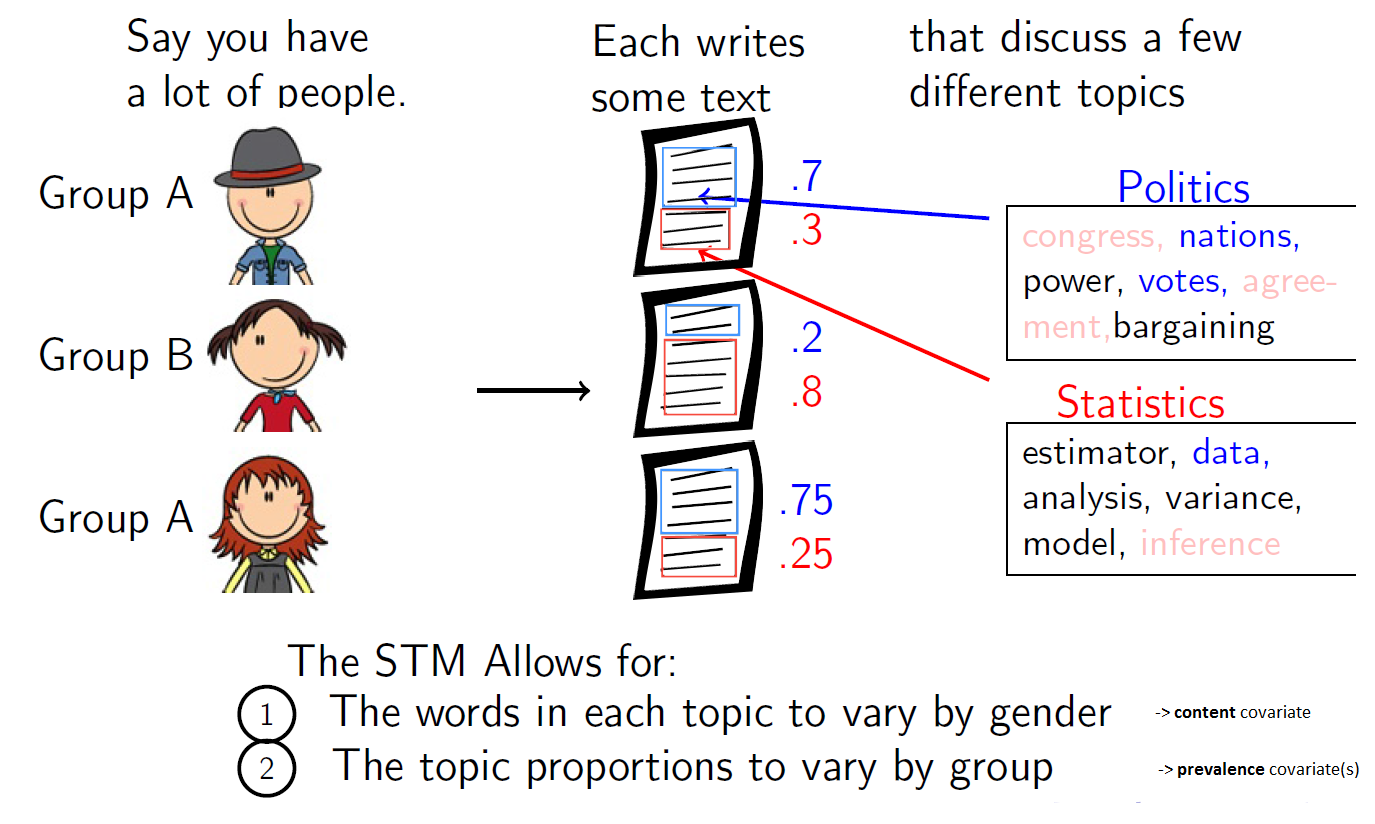 Say you have
a lot of people.
Each writes
some text
that discuss a few
different topics
Group A
Group B
Group A
.7
.3
.2
.8
.75
.25
Politics
congress, nations,
power, votes, agree-
ment,bargaining
Statistics
estimator, data,
analysis, variance,
model, inference
The STM Allows for:
1 The words in each topic to vary by gender -> content covariate
2 The topic proportions to vary by group -> prevalence covariate(s)